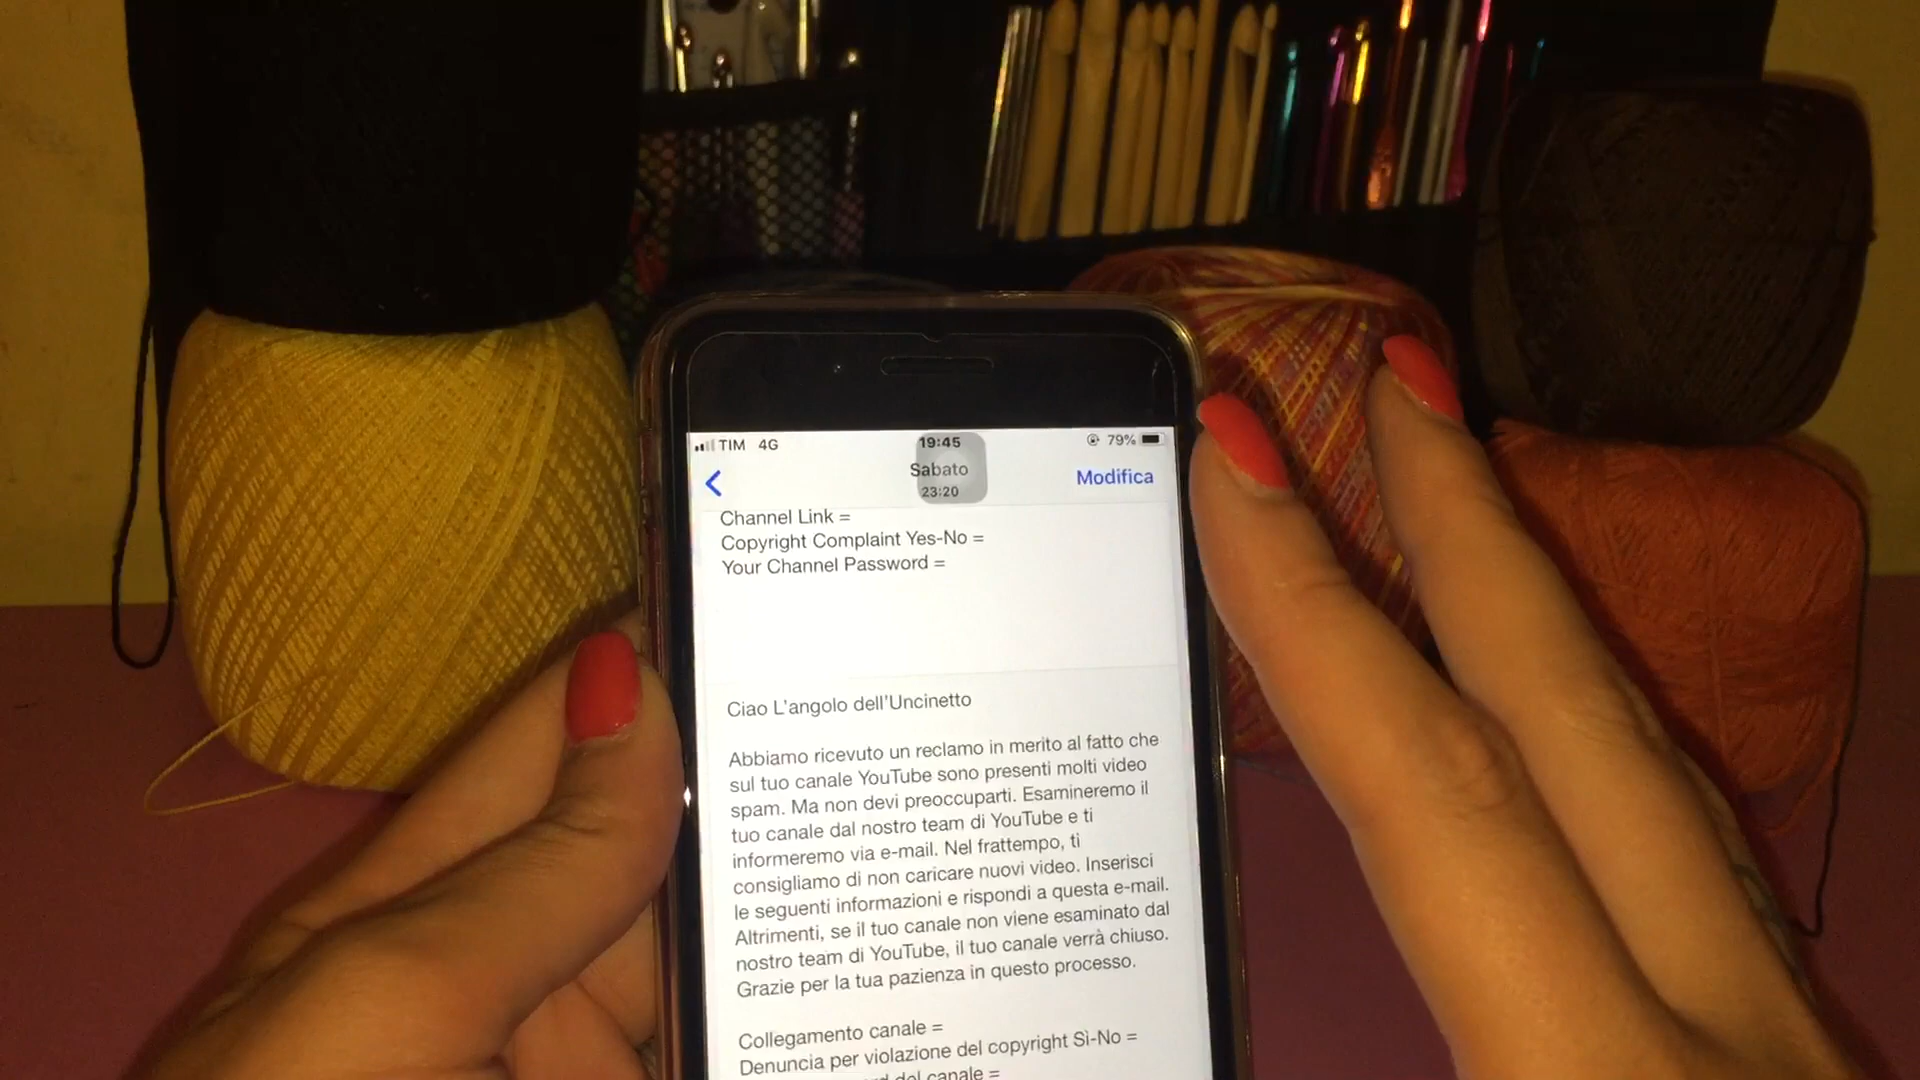 TIM 4G 19:45 79%
Sabato
23:20
Modifica
Channel Link =
Copyright Complaint Yes-No =
Your Channel Password =
Ciao L'angolo dell'Uncinetto
Abbiamo ricevuto un reclamo in merito al fatto che
sul tuo canale YouTube sono presenti molti video
spam. Ma non devi preoccuparti. Esamineremo il
tuo canale dal nostro team di YouTube e ti
informeremo via e-mail. Nel frattempo, ti
consigliamo di non caricare nuovi video. Inserisci
le seguenti informazioni e rispondi a questa e-mail.
Altrimenti, se il tuo canale non viene esaminato dal
nostro team di YouTube, il tuo canale verrà chiuso.
Grazie per la tua pazienza in questo processo.
Collegamento canale =
Denuncia per violazione del copyright Sì-No =
del canale =